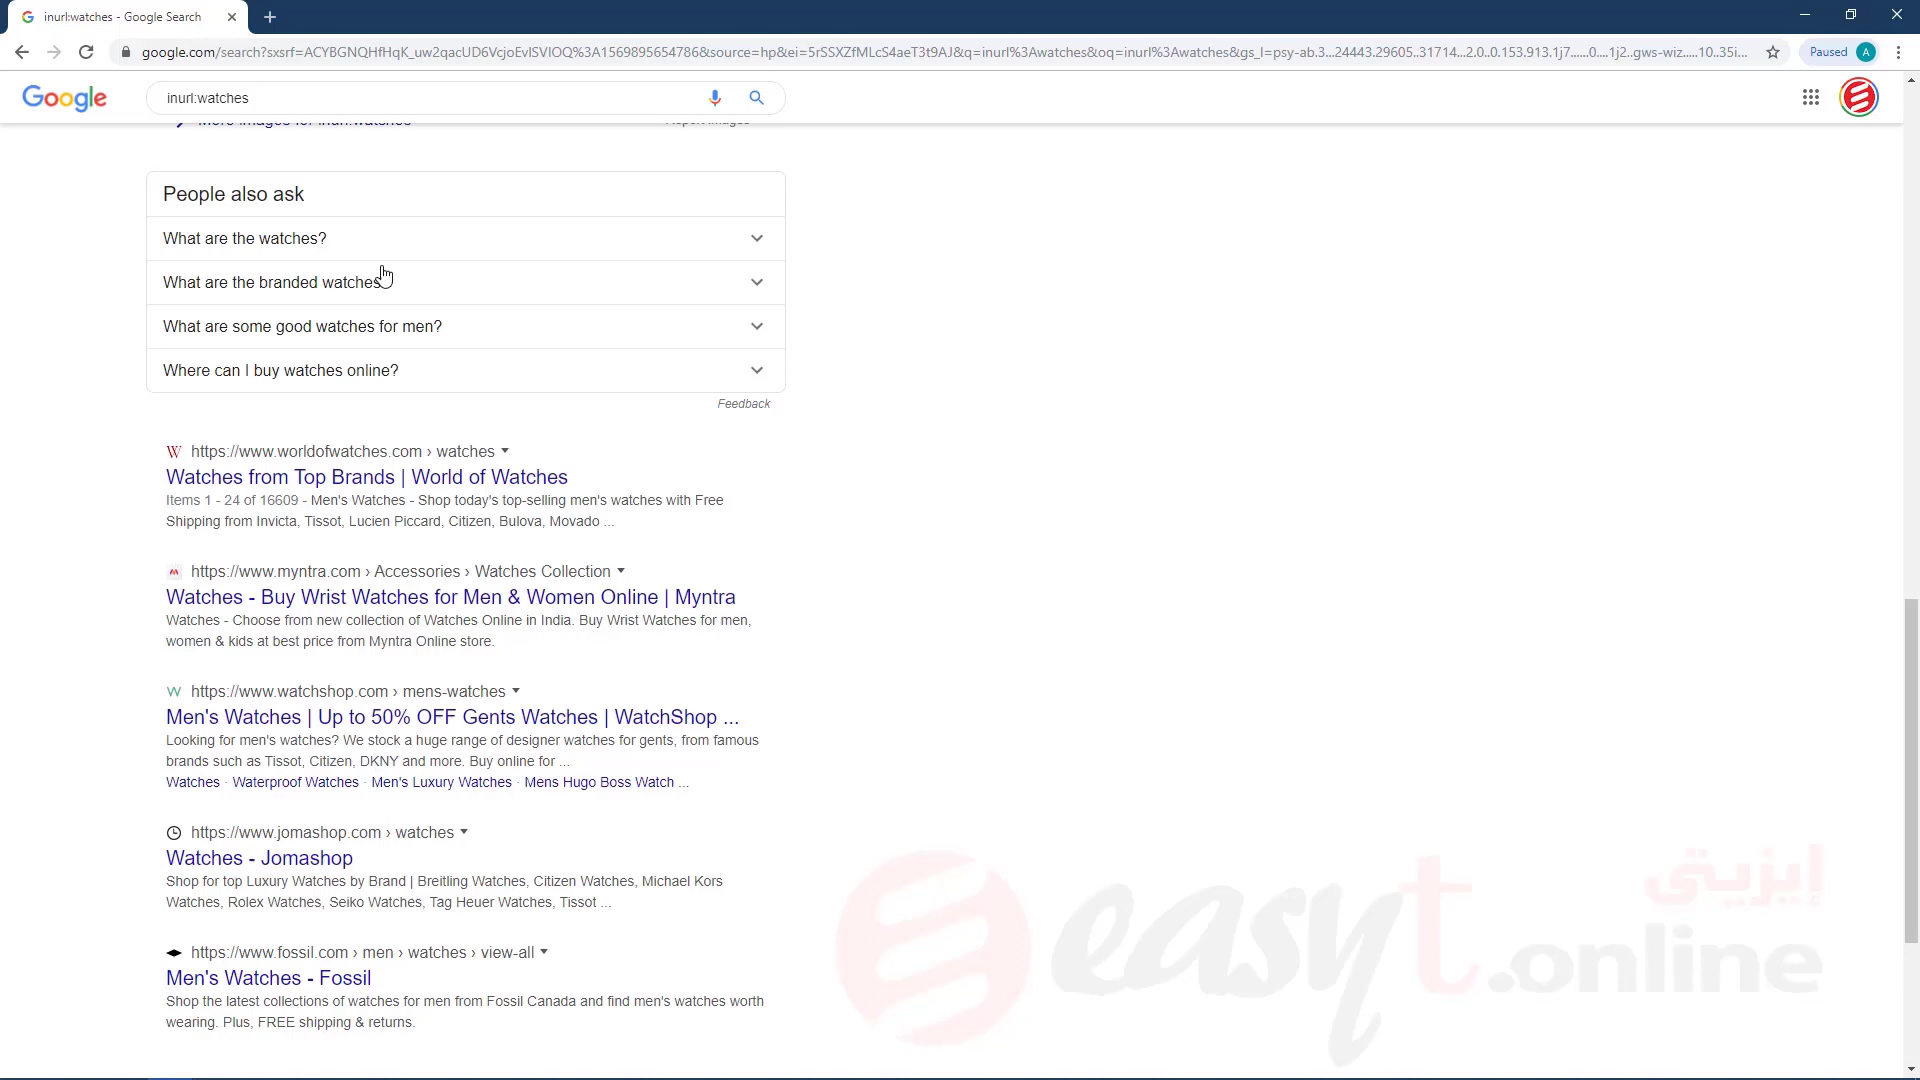 inurl:watches - Google Search
google.com/search?sxsrf=ACYBGNQHfHqK_uw2qacUD6VcjoEvlSVIOQ%3A1569895654786&source=hp&ei=5rSSXZfMLcS4aeT3t9AJ&q=inurl%3Awatches&oq=inurl%3Awatches&gs_l=psy-ab.3...24443.29605..31714...2.0..0.153.913.1j7......0....1j2..gws-wiz.....10..35i...
Paused
A
Google
inurl:watches
More images for inurl:watches
Report images
People also ask
What are the watches?
What are the branded watches
What are some good watches for men?
Where can I buy watches online?
Feedback
https://www.worldofwatches.com › watches
Watches from Top Brands | World of Watches
Items 1 - 24 of 16609 - Men's Watches - Shop today's top-selling men's watches with Free
Shipping from Invicta, Tissot, Lucien Piccard, Citizen, Bulova, Movado ...
https://www.myntra.com › Accessories › Watches Collection
Watches - Buy Wrist Watches for Men & Women Online | Myntra
Watches - Choose from new collection of Watches Online in India. Buy Wrist Watches for men,
women & kids at best price from Myntra Online store.
https://www.watchshop.com › mens-watches
Men's Watches | Up to 50% OFF Gents Watches | WatchShop ...
Looking for men's watches? We stock a huge range of designer watches for gents, from famous
brands such as Tissot, Citizen, DKNY and more. Buy online for ...
Watches · Waterproof Watches · Men's Luxury Watches · Mens Hugo Boss Watch ...
https://www.jomashop.com › watches
Watches - Jomashop
Shop for top Luxury Watches by Brand | Breitling Watches, Citizen Watches, Michael Kors
Watches, Rolex Watches, Seiko Watches, Tag Heuer Watches, Tissot ...
https://www.fossil.com › men › watches › view-all
Men's Watches - Fossil
Shop the latest collections of watches for men from Fossil Canada and find men's watches worth
wearing. Plus, FREE shipping & returns.
إيزيتي
easyt.online